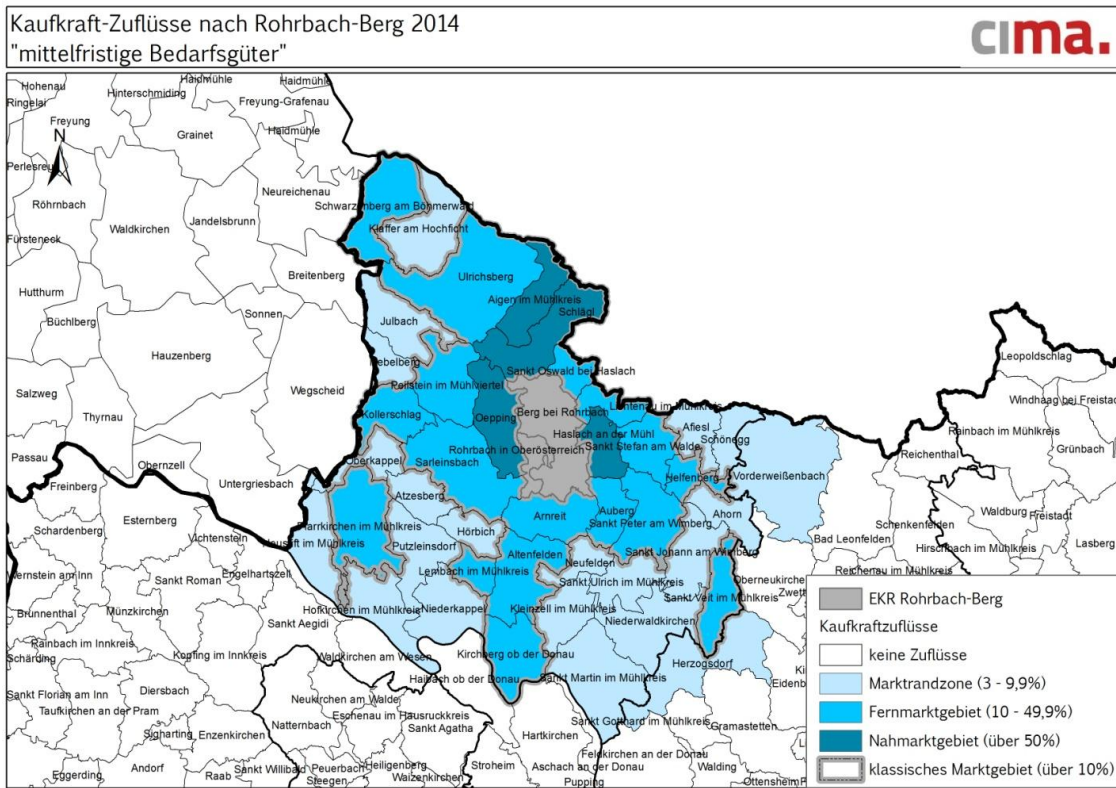 Kaufkraft-Zuflüsse nach Rohrbach-Berg 2014
"mittelfristige Bedarfsgüter"
cima.
Hohenau
Haidmühle
Haidmühle
Ringelai
Hinterschmiding
Freyung-Grafenau
Freyung
Haidmühle
N
Grainet
Perlesreu
Neureichenau
Röhrnbach
Jandelsbrunn
Schwarzenberg am Böhmerwald
Waldkirchen
Klaffer am Hochficht
Fürsteneck
Breitenberg
Ulrichsberg
Hutthurm
Aigen im Mühlkreis
Schlägl
Sonnen
Büchlberg
Julbach
Hauzenberg
Leopoldschlag
Nebelberg
Sankt Oswald bei Haslach
Windhaag bei Freistad
Salzweg
Wegscheid
Peilstein im Mühlviertel
Thyrnau
Kollerschlag
Oepping
Berg bei Rohrbach
Lichtenau im Mühlkreis
Afiesl
Rainbach im Mühlkreis
Schönegg
Grünbach
Haslach an der Mühl
Sankt Stefan am Walde
Reichenthal
Passau
Obernzell
Rohrbach in Oberösterreich
Oberkappel
Sarleinsbach
Helfenberg
Vorderweißenbach
Untergriesbach
Freinberg
Atzesberg
Waldburg
Freistadt
Esternberg
Arnreit
Auberg
Ahorn
Schardenberg
Pfarrkirchen im Mühlkreis
Hörbich
Sankt Peter am Wimberg
Schenkenfelden
Vichtenstein
Neustift im Mühlkreis
Putzleinsdorf
Bad Leonfelden
Hirschbach im Mühlkreis
Lasberg
Altenfelden
Neufelden
Sankt Johann am Wimberg
Engelhartszell
Lembach im Mühlkreis
Reichenau im Mühlkreis
Wernstein am Inn
Sankt Roman
Sankt Ulrich im Mühlkreis
Oberneukirche
Brunnenthal
Münzkirchen
Hofkirchen im Mühlkreis
Niederkappel
Kleinzell im Mühlkreis
Sankt Veit im Mühlkreis
Zwett
Sankt Aegidi
Niederwaldkirchen
Rainbach im Innkreis
Kopfing im Innkreis
Schärding
Waldkirchen am Wesen
Kirchberg ob der Donau
Herzogsdorf
Haibach ob der Donau
Sankt Martin im Mühlkreis
Eidenb
Sankt Florian am Inn
Diersbach
Neukirchen am Walde
Taufkirchen an der Pram
Eschenau im Hausruckkreis
Natternbach
Sankt Agatha
Sankt Gotthard im Mühlkreis
Gramastetten
Sigharting
Enzenkirchen
Hartkirchen
Feldkirchen an der Donau
Andorf
Sankt Willibald
Peuerbach
Heiligenberg
Stroheim
Aschach an der Donau
Walding
Eggerding
Raab
Steegen
Waizenkirchen
Pupping
Ottensheim
EKR Rohrbach-Berg
Kaufkraftzuflüsse
keine Zuflüsse
Marktrandzone (3 - 9,9%)
Fernmarktgebiet (10 - 49,9%)
Nahmarktgebiet (über 50%)
klassisches Marktgebiet (über 10%)